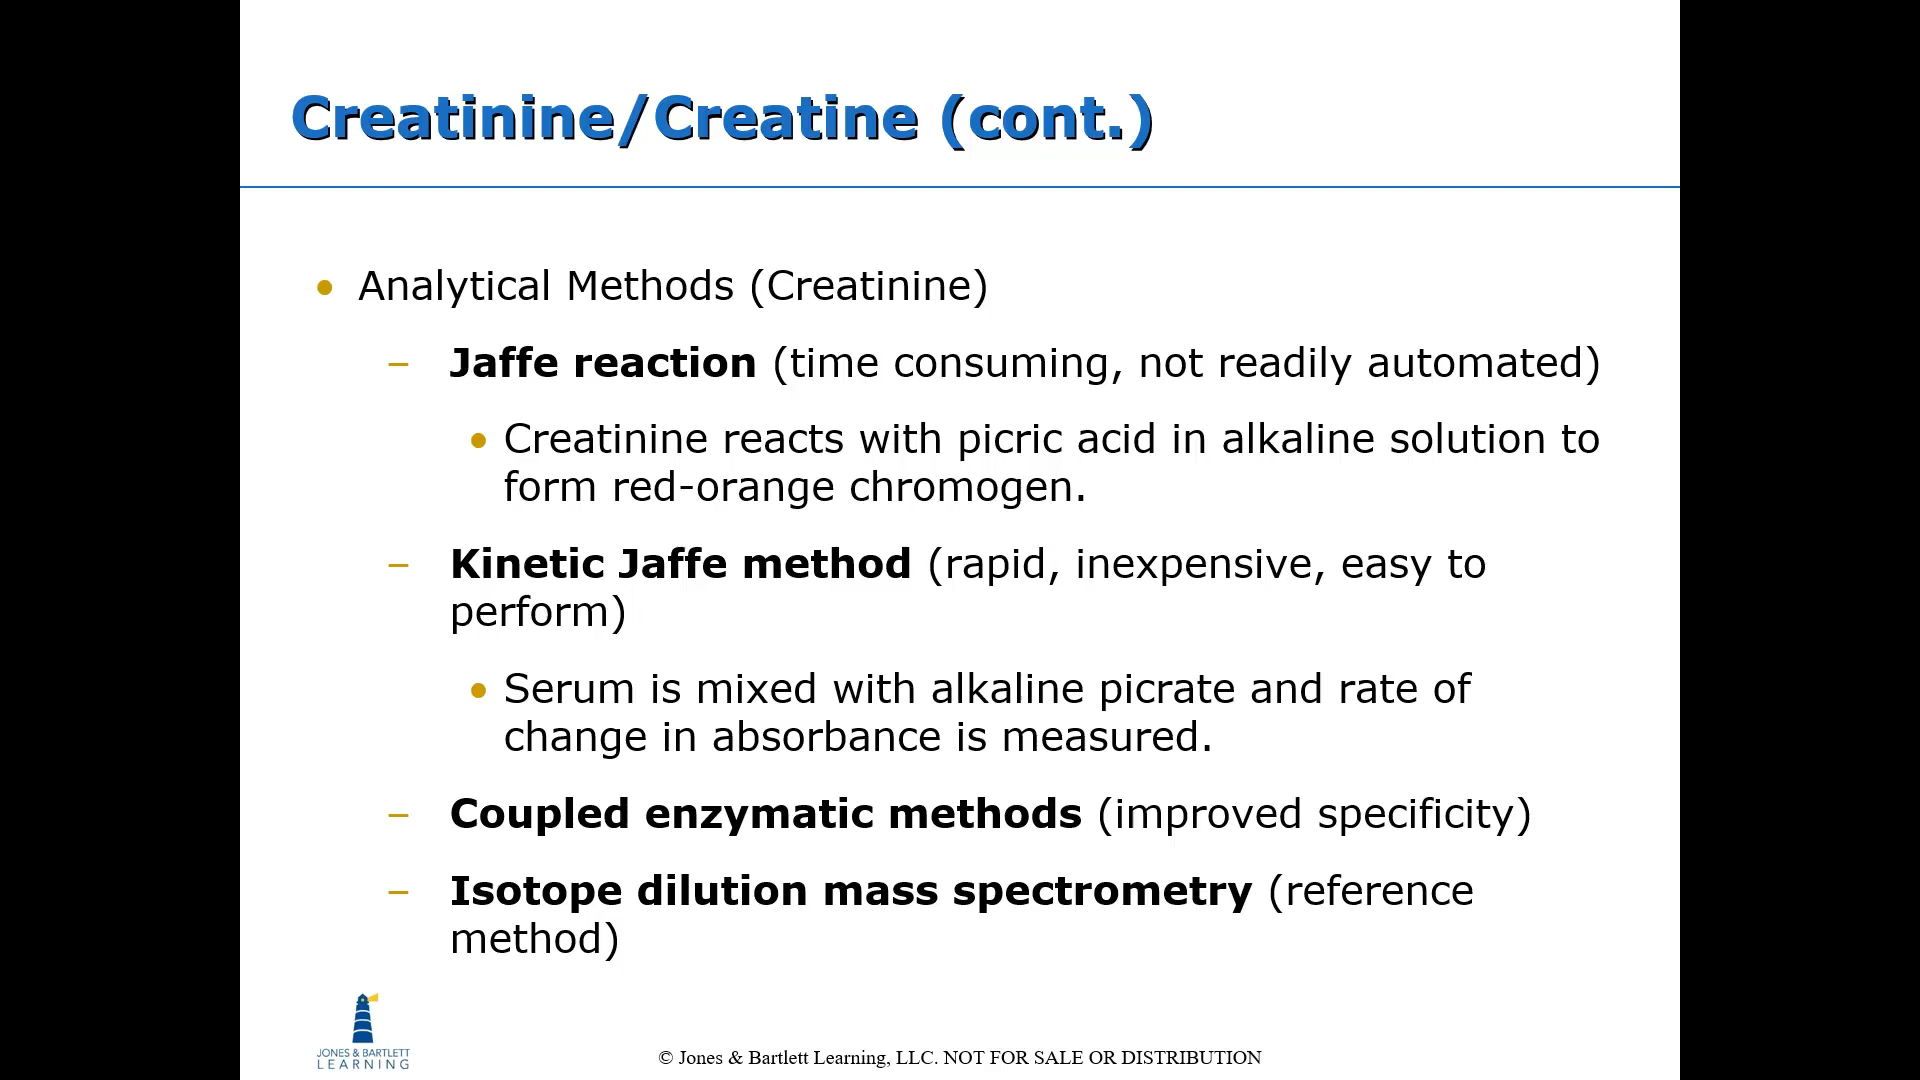 Creatinine/Creatine (cont.)
• Analytical Methods (Creatinine)
– Jaffe reaction (time consuming, not readily automated)
• Creatinine reacts with picric acid in alkaline solution to
form red-orange chromogen.
– Kinetic Jaffe method (rapid, inexpensive, easy to
perform)
• Serum is mixed with alkaline picrate and rate of
change in absorbance is measured.
– Coupled enzymatic methods (improved specificity)
– Isotope dilution mass spectrometry (reference
method)
JONES & BARTLETT
LEARNING
© Jones & Bartlett Learning, LLC. NOT FOR SALE OR DISTRIBUTION